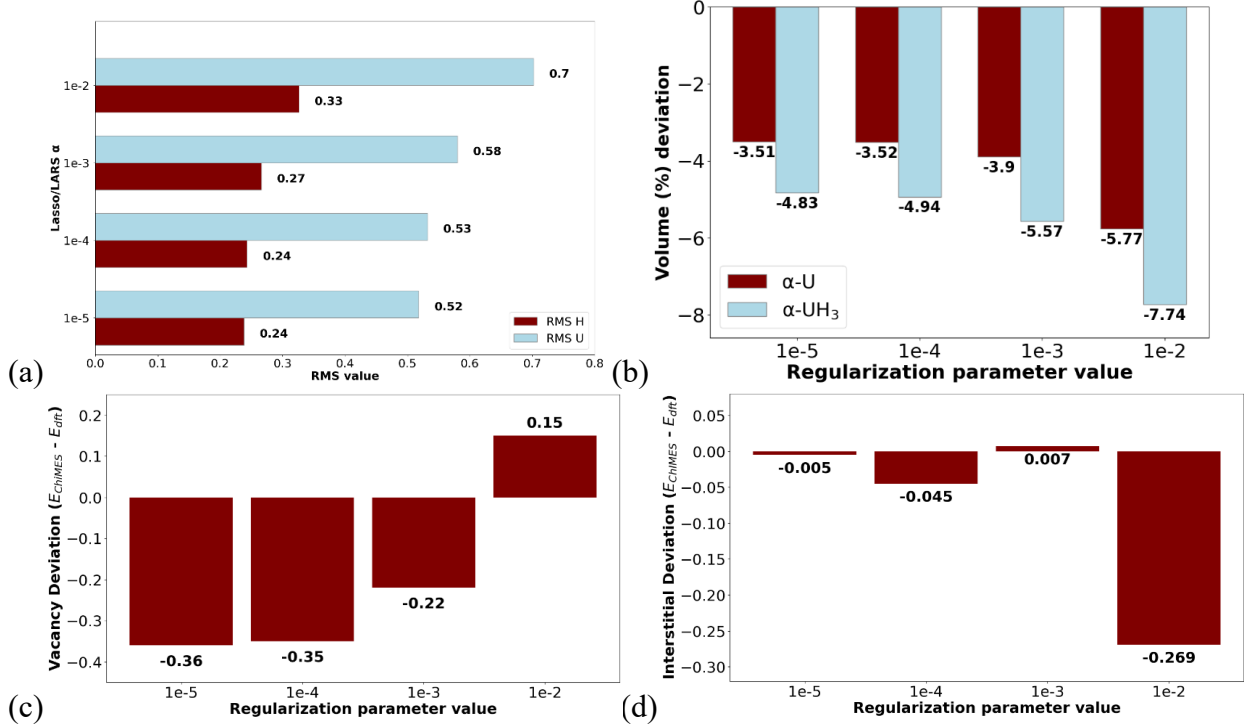 Lasso/LARS α
1e-2
1e-3
1e-4
1e-5
0.7
0.33
0.58
0.27
0.53
0.24
0.52
0.24
RMS H
RMS U
0.0 0.1 0.2 0.3 0.4 0.5 0.6 0.7 0.8
RMS value
(a)
Volume (%) deviation
0
−2
−4
−6
−8
-3.51
-4.83
-3.52
-4.94
-3.9
-5.57
-5.77
-7.74
α-U
α-UH₃
1e-5 1e-4 1e-3 1e-2
Regularization parameter value
(b)
Vacancy Deviation (E_ChIMES - E_dft)
0.2
0.1
0.0
−0.1
−0.2
−0.3
−0.4
-0.36
-0.35
-0.22
0.15
1e-5 1e-4 1e-3 1e-2
Regularization parameter value
(c)
Interstitial Deviation (E_ChIMES - E_dft)
0.05
0.00
−0.05
−0.10
−0.15
−0.20
−0.25
−0.30
-0.005
-0.045
0.007
-0.269
1e-5 1e-4 1e-3 1e-2
Regularization parameter value
(d)